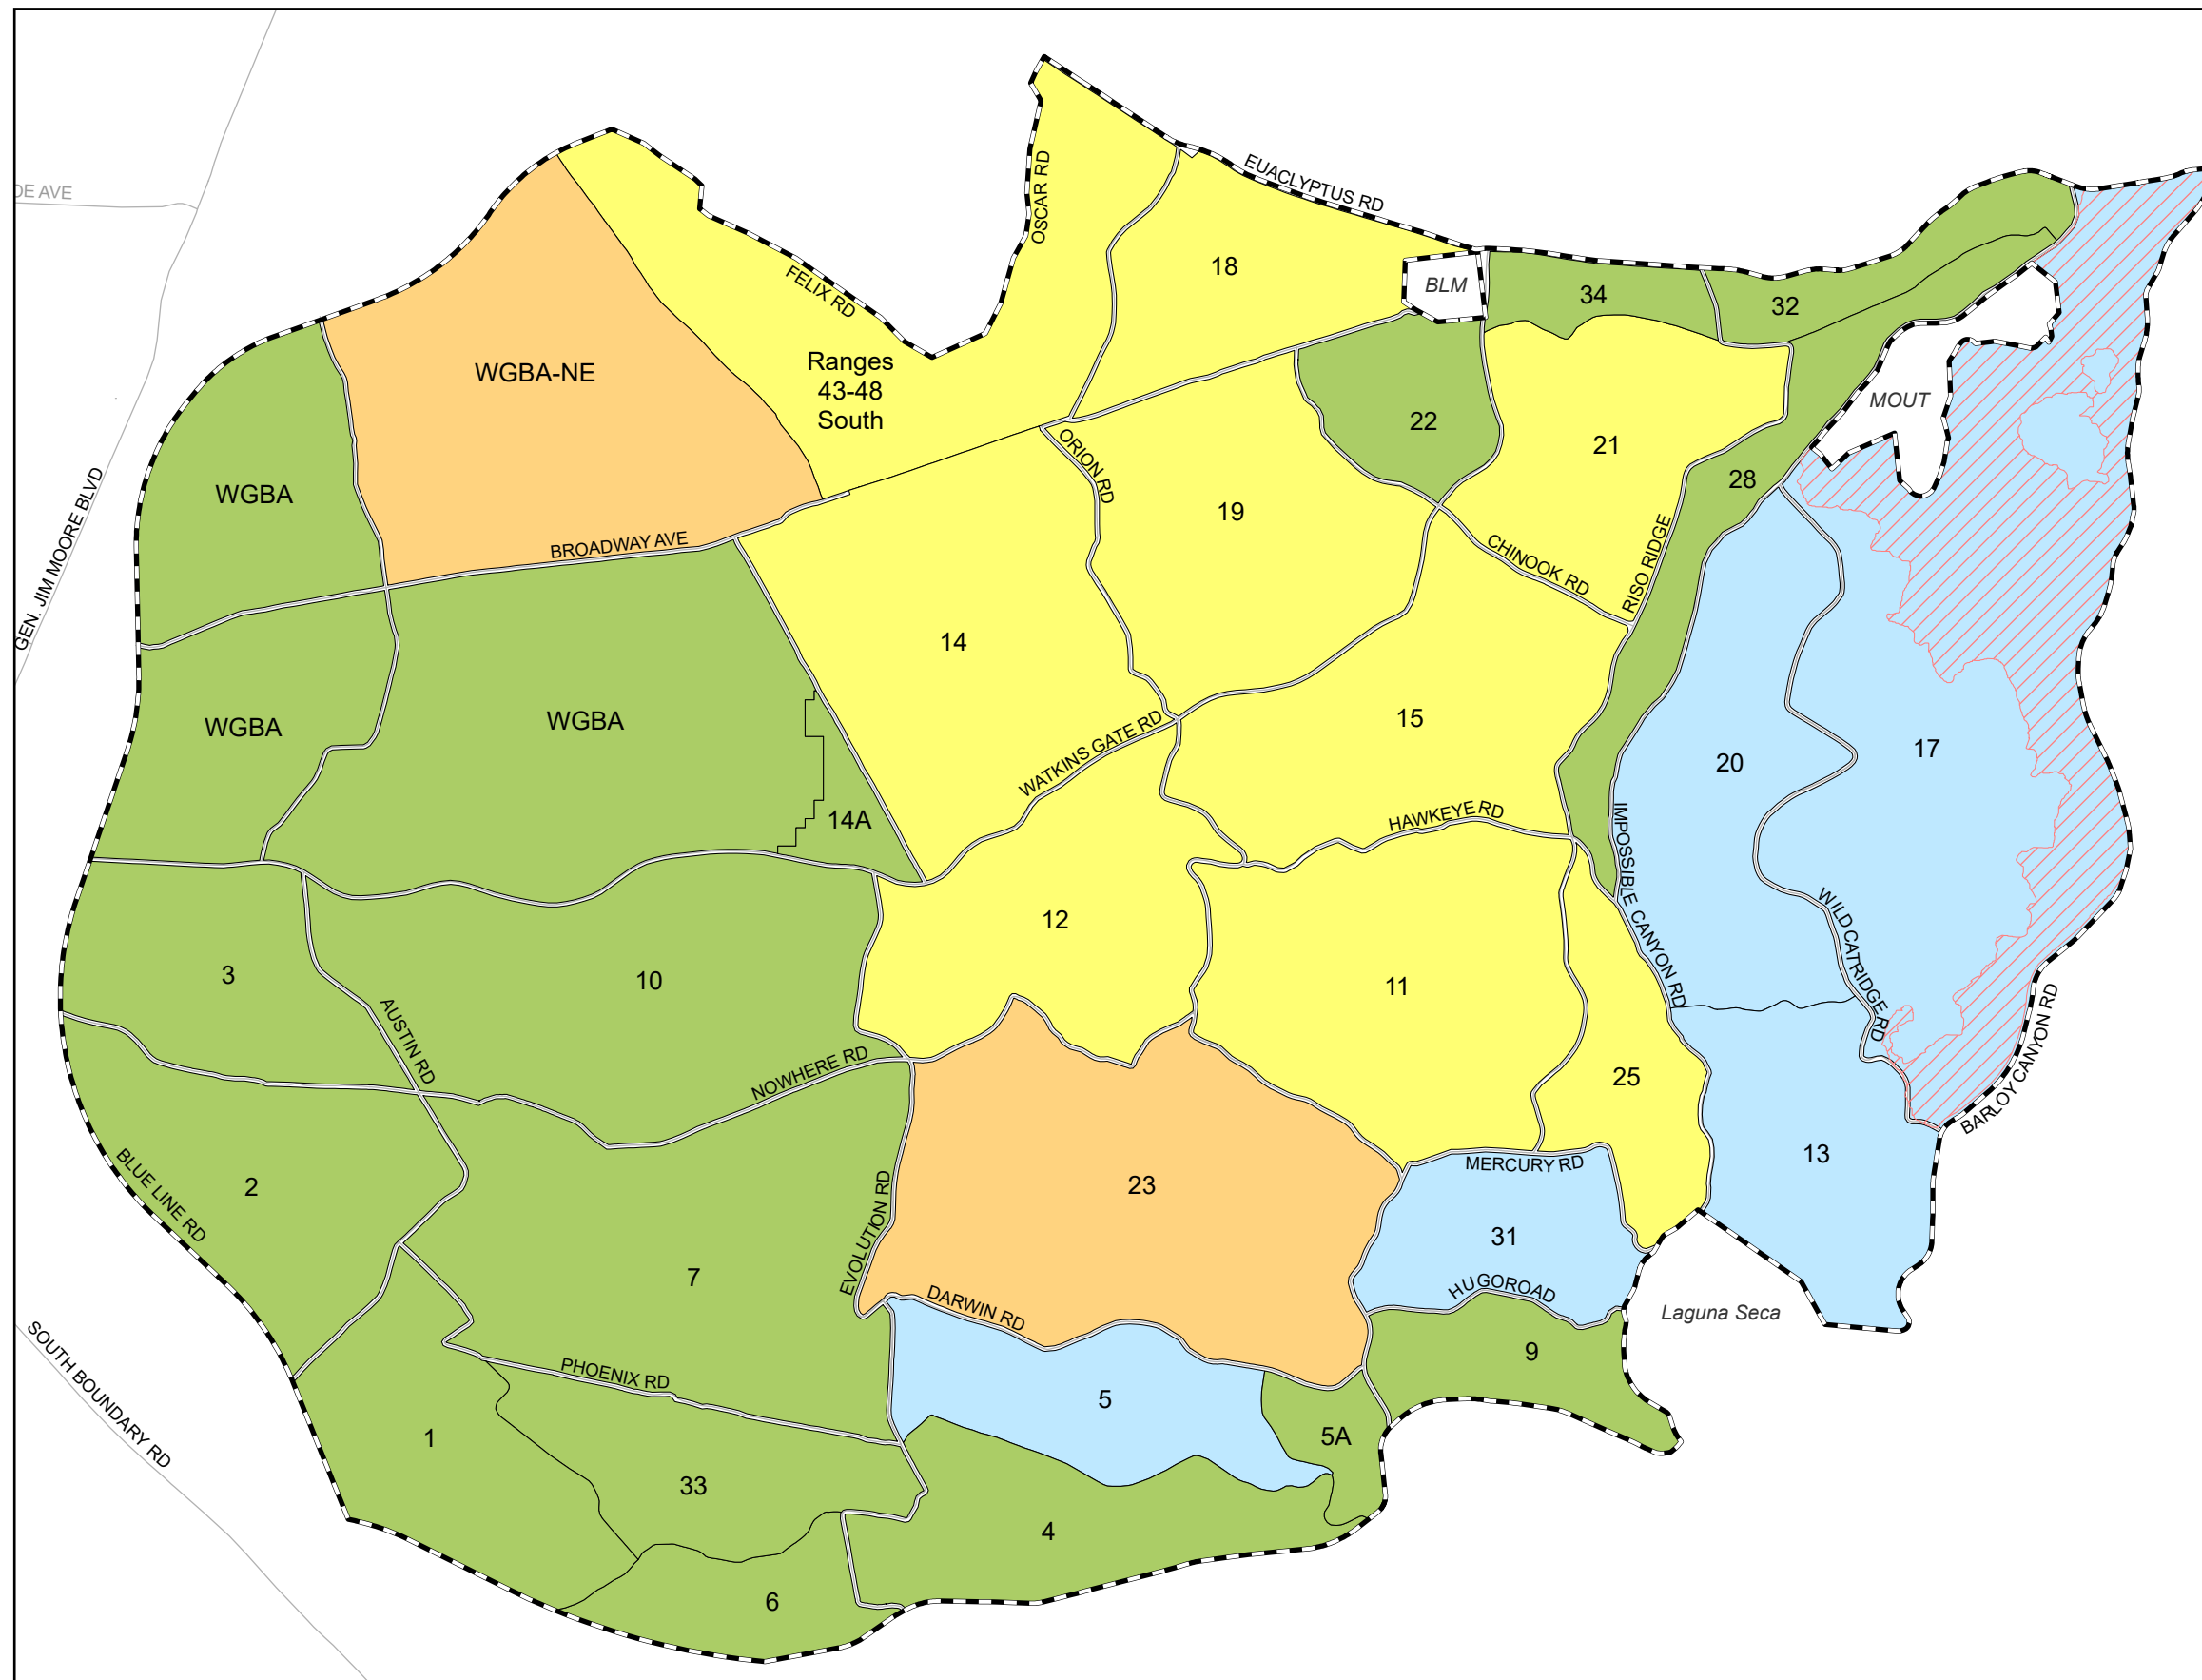 OSCAR RD
EUACLYPTUS RD
DE AVE
FELIX RD
18
BLM
34
32
Ranges
43-48
South
WGBA-NE
MOUT
22
21
ORION RD
28
WGBA
19
GEN. JIM MOORE BLVD
BROADWAY AVE
CHINOOK RD
RISO RIDGE
14
WGBA
WGBA
15
20
17
WATKINS GATE RD
14A
HAWKEYE RD
IMPOSSIBLE CANYON RD
12
WILDCATRIDGE RD
3
10
11
AUSTIN RD
NOWHERE RD
25
BARLOY CANYON RD
2
BLUE LINE RD
23
MERCURY RD
13
EVOLUTION RD
31
7
HUGOROAD
DARWIN RD
Laguna Seca
9
SOUTH BOUNDARY RD
PHOENIX RD
5
1
5A
33
4
6